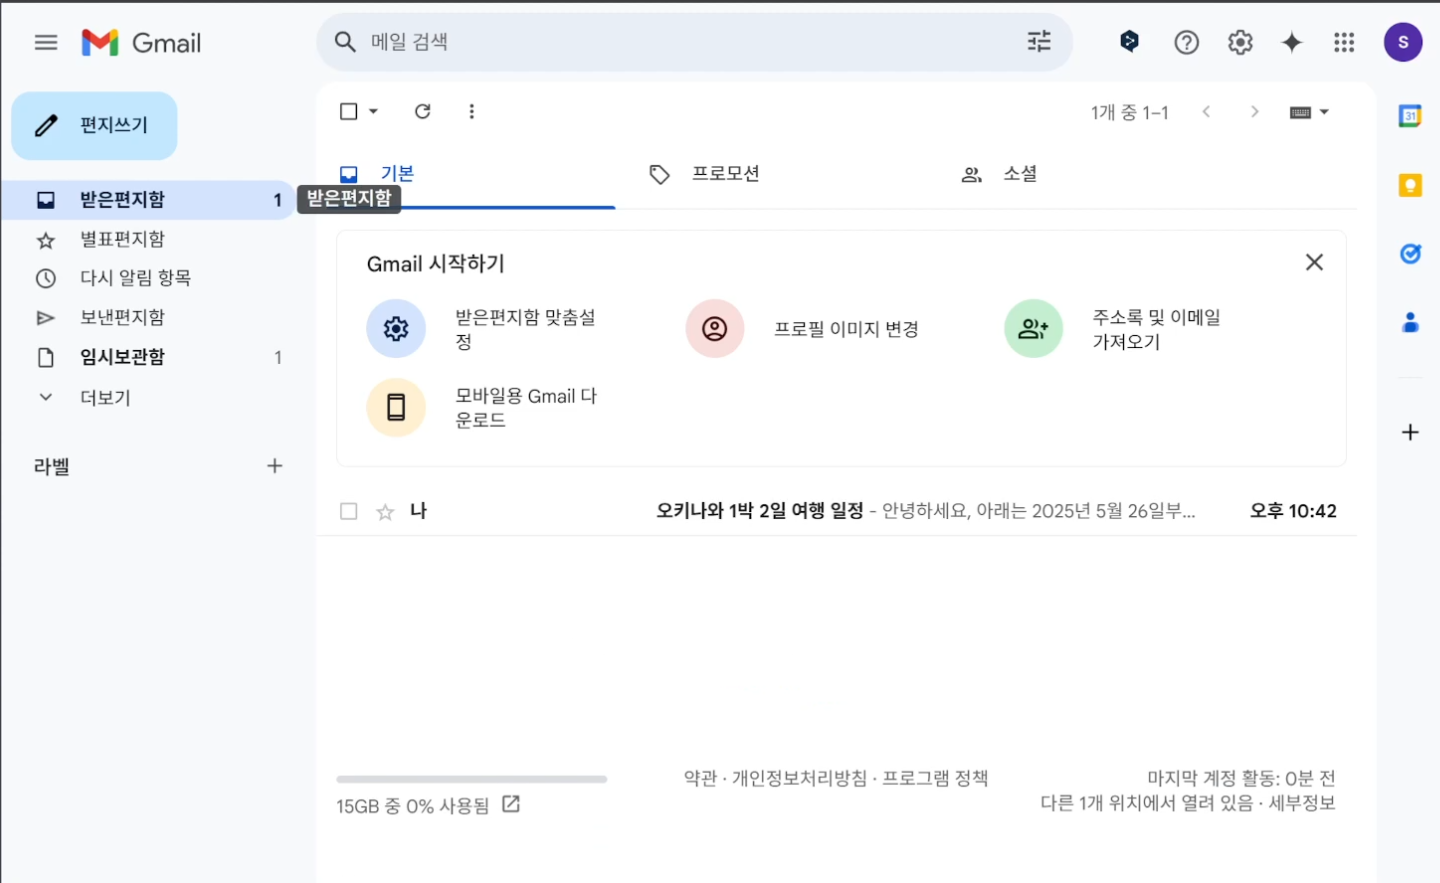 Gmail
메일 검색
S
편지쓰기
1개 중 1–1
31
기본
프로모션
소셜
받은편지함 1
받은편지함
별표편지함
다시 알림 항목
보낸편지함
임시보관함 1
더보기
라벨
Gmail 시작하기
받은편지함 맞춤설
정
프로필 이미지 변경
주소록 및 이메일
가져오기
모바일용 Gmail 다
운로드
나 오키나와 1박 2일 여행 일정 - 안녕하세요, 아래는 2025년 5월 26일부... 오후 10:42
15GB 중 0% 사용됨
약관 · 개인정보처리방침 · 프로그램 정책
마지막 계정 활동: 0분 전
다른 1개 위치에서 열려 있음 · 세부정보